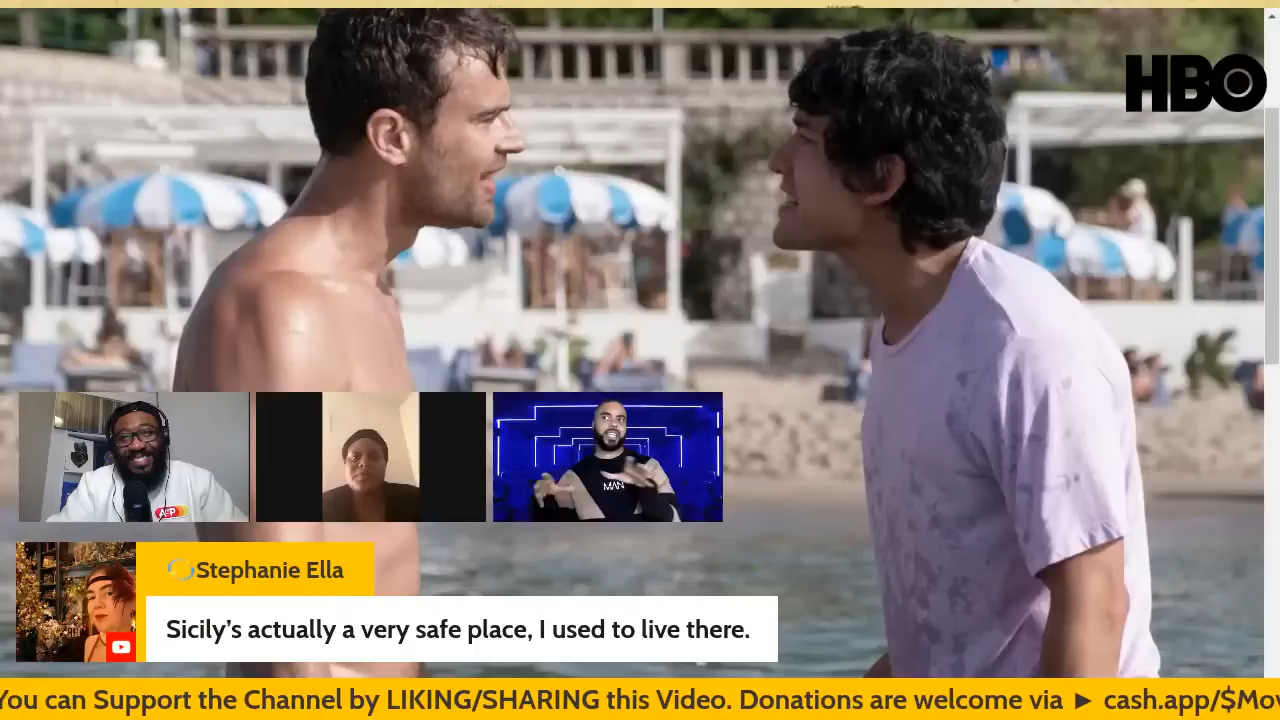 HBO
A&P
MAN
Stephanie Ella
Sicily's actually a very safe place, I used to live there.
You can Support the Channel by LIKING/SHARING this Video. Donations are welcome via ► cash.app/$Mov